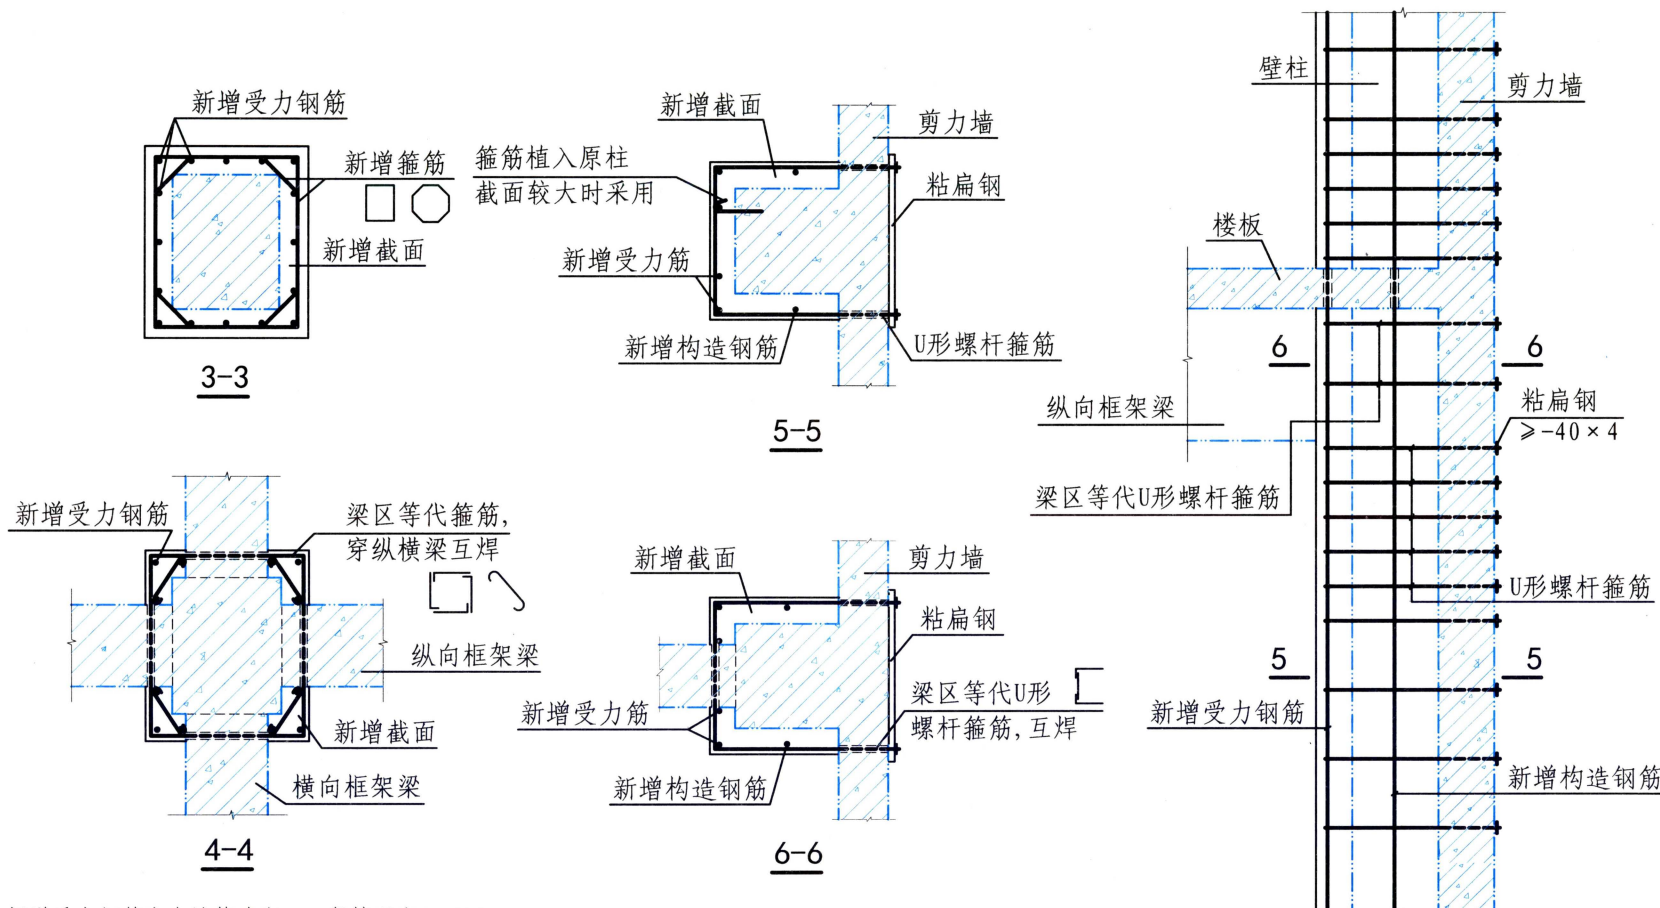 新增受力钢筋
新增箍筋
新增截面
3-3
新增截面
剪力墙
箍筋植入原柱
截面较大时采用
粘扁钢
新增受力筋
新增构造钢筋
U形螺杆箍筋
5-5
新增受力钢筋
梁区等代箍筋,
穿纵横梁互焊
纵向框架梁
新增截面
横向框架梁
4-4
新增截面
剪力墙
粘扁钢
新增受力筋
梁区等代U形
螺杆箍筋,互焊
新增构造钢筋
6-6
壁柱
剪力墙
楼板
6
6
纵向框架梁
粘扁钢
≥-40×4
梁区等代U形螺杆箍筋
U形螺杆箍筋
5
5
新增受力钢筋
新增构造钢筋